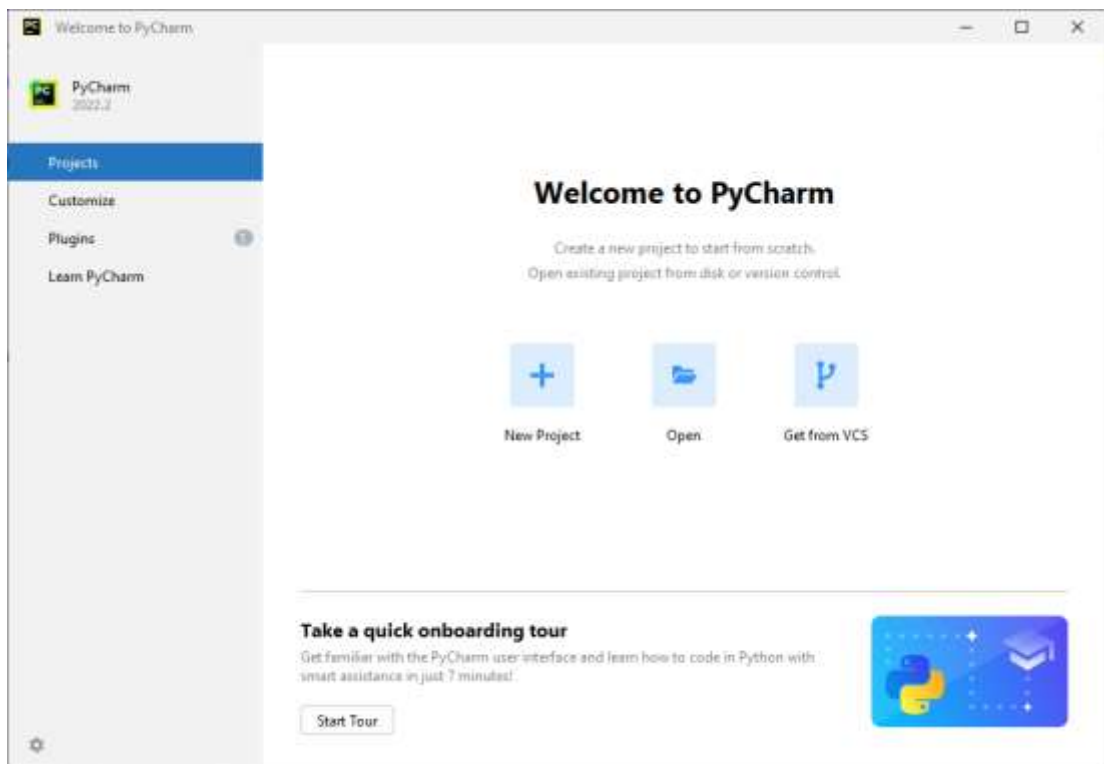 Welcome to PyCharm
PyCharm
2022.2
Projects
Customize
Plugins
Learn PyCharm
Welcome to PyCharm
Create a new project to start from scratch.
Open existing project from disk or version control.
New Project
Open
Get from VCS
Take a quick onboarding tour
Get familiar with the PyCharm user interface and learn how to code in Python with
smart assistance in just 7 minutes!
Start Tour